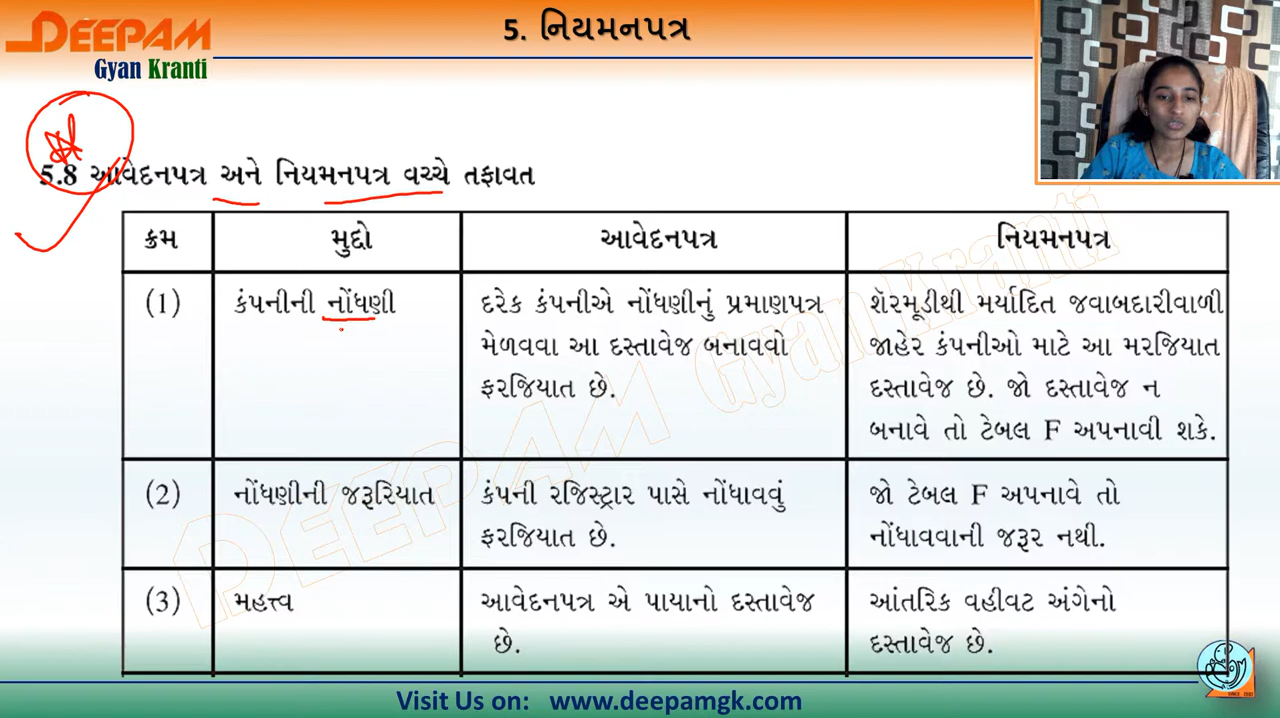 DEEPAM
Gyan Kranti
5. નિયમનપત્ર
5.8 આવેદનપત્ર અને નિયમનપત્ર વચ્ચે તફાવત
ક્રમ મુદ્દો આવેદનપત્ર નિયમનપત્ર
(1) કંપનીની નોંધણી દરેક કંપનીએ નોંધણીનું પ્રમાણપત્ર શૅરમૂડીથી મર્યાદિત જવાબદારીવાળી
મેળવવા આ દસ્તાવેજ બનાવવો જાહેર કંપનીઓ માટે આ મરજિયાત
ફરજિયાત છે. દસ્તાવેજ છે. જો દસ્તાવેજ ન
બનાવે તો ટેબલ F અપનાવી શકે.
(2) નોંધણીની જરૂરિયાત કંપની રજિસ્ટ્રાર પાસે નોંધાવવું જો ટેબલ F અપનાવે તો
ફરજિયાત છે. નોંધાવવાની જરૂર નથી.
(3) મહત્ત્વ આવેદનપત્ર એ પાયાનો દસ્તાવેજ આંતરિક વહીવટ અંગેનો
છે. દસ્તાવેજ છે.
DEEPAM Gyan Kranti
Visit Us on: www.deepamgk.com